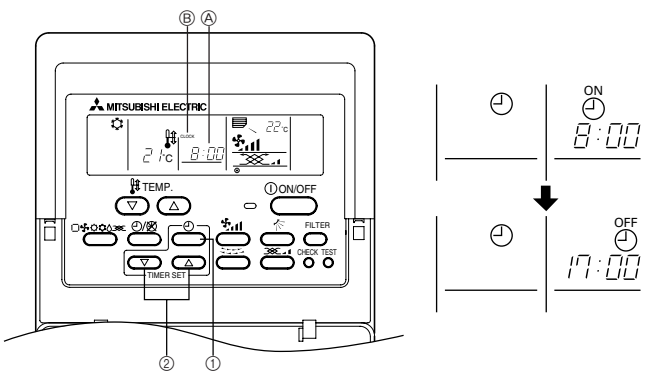 Ⓑ Ⓐ
MITSUBISHI ELECTRIC
CLOCK
22°C
21°C 8:00
TEMP. ON/OFF
FILTER
CHECK TEST
TIMER SET
② ①
ON
8:00
OFF
17:00